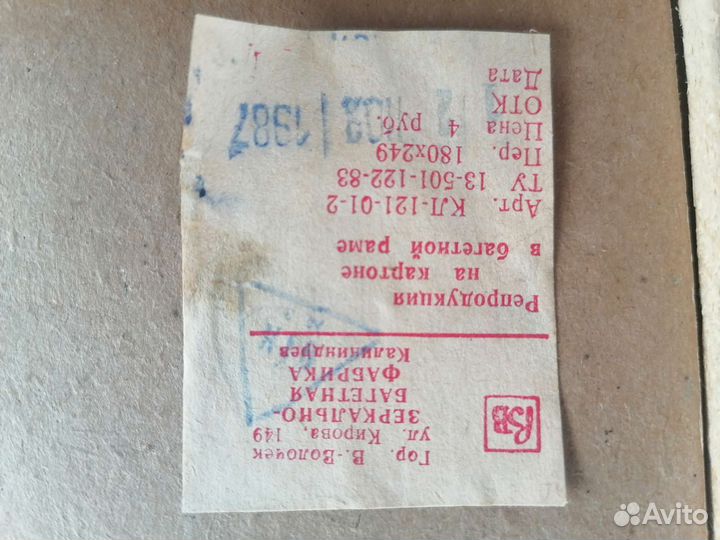 Гор. В.-Волочек
ул. Кирова, 149
ЗЕРКАЛЬНО-
БАГЕТНАЯ
ФАБРИКА
Калининдрев
Репродукция
на картоне
в багетной раме
Арт. КЛ-121-01-2
ТУ 13-501-122-83
Пер. 180х249
Цена 4 руб.
ОТК
Дата
1987
Avito